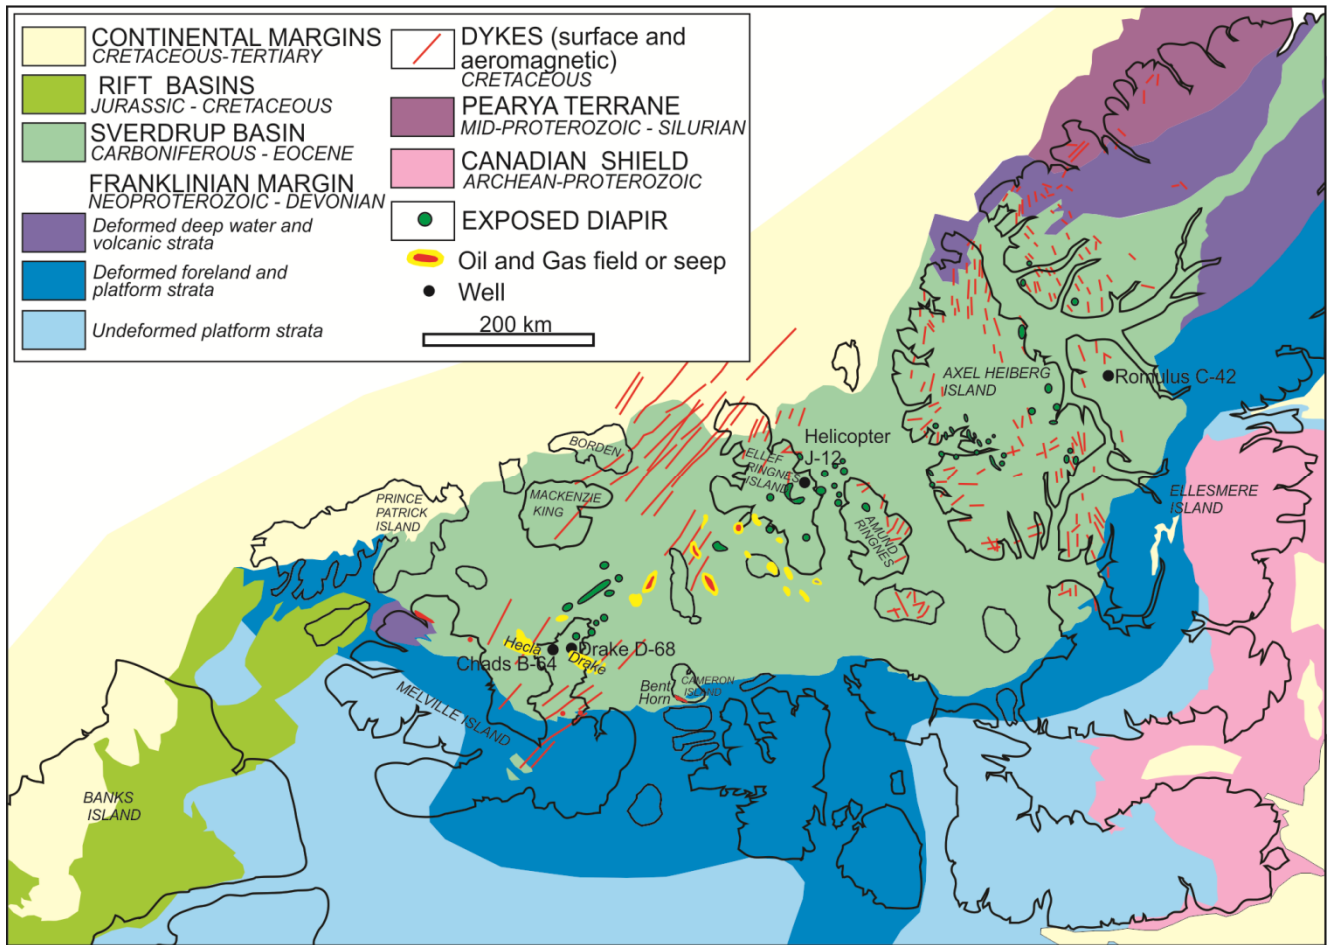 CONTINENTAL MARGINS
CRETACEOUS-TERTIARY
RIFT BASINS
JURASSIC - CRETACEOUS
SVERDRUP BASIN
CARBONIFEROUS - EOCENE
FRANKLINIAN MARGIN
NEOPROTEROZOIC - DEVONIAN
Deformed deep water and
volcanic strata
Deformed foreland and
platform strata
Undeformed platform strata
DYKES (surface and
aeromagnetic)
CRETACEOUS
PEARYA TERRANE
MID-PROTEROZOIC - SILURIAN
CANADIAN SHIELD
ARCHEAN-PROTEROZOIC
EXPOSED DIAPIR
Oil and Gas field or seep
Well
200 km
AXEL HEIBERG
ISLAND
Romulus C-42
BORDEN
Helicopter
J-12
ELLEF
RINGNES
ISLAND
MACKENZIE
KING
PRINCE
PATRICK
ISLAND
AMUND
RINGNES
ELLESMERE
ISLAND
Hecla
Drake D-68
Chads B-64
Drake
Bent
Horn
CAMERON
ISLAND
MELVILLE ISLAND
BANKS
ISLAND